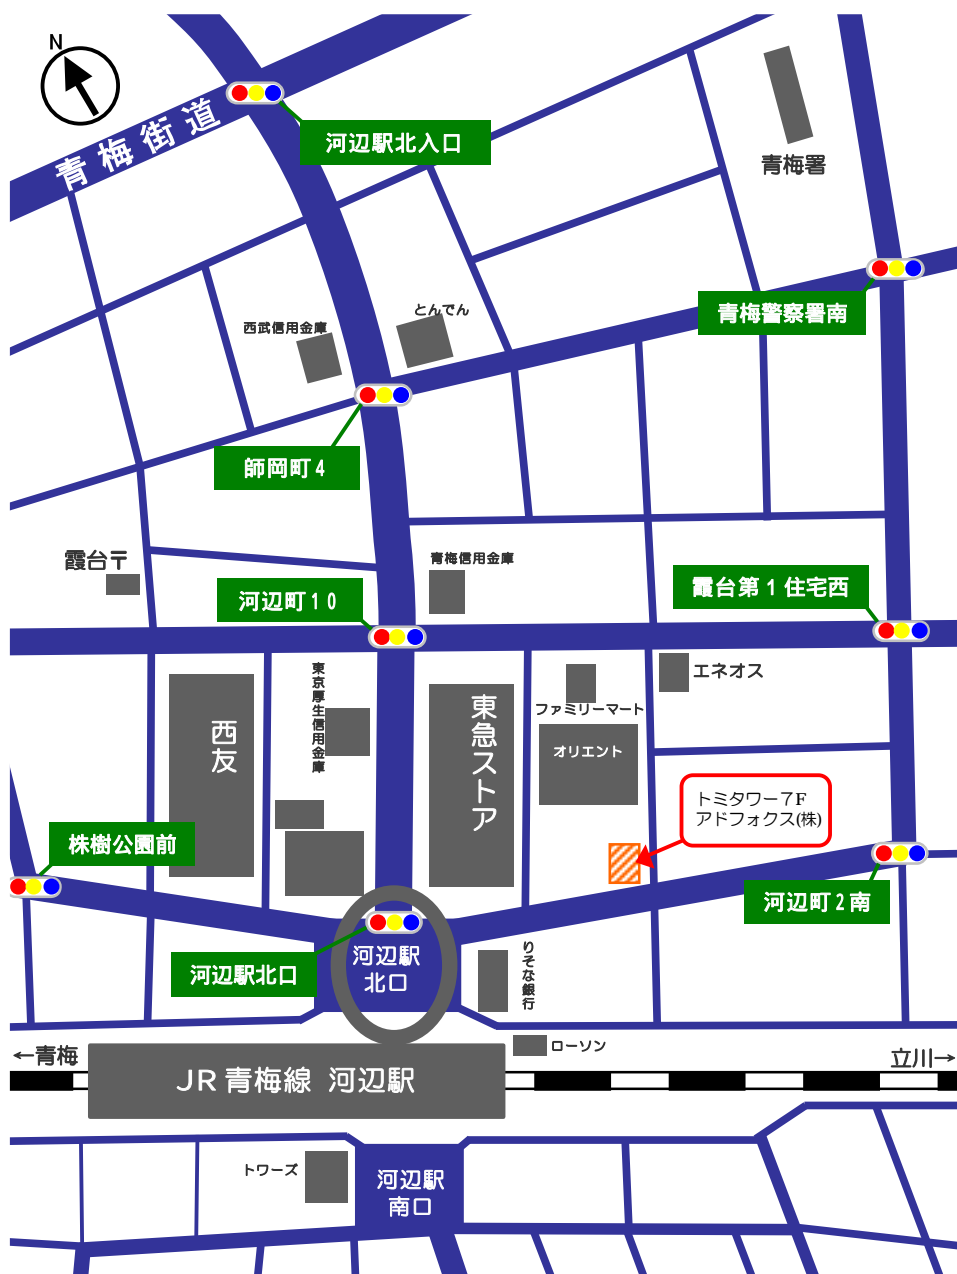 N
青梅街道
河辺駅北入口
青梅署
青梅警察署南
とんでん
西武信用金庫
師岡町4
霞台〒
青梅信用金庫
河辺町10
霞台第1住宅西
東京厚生信用金庫
エネオス
西友
東急ストア
ファミリーマート
オリエント
トミタワー7F
アドフォクス(株)
株樹公園前
河辺町2南
河辺駅北口
河辺駅
北口
りそな銀行
ローソン
←青梅
立川→
JR青梅線 河辺駅
トワーズ
河辺駅
南口